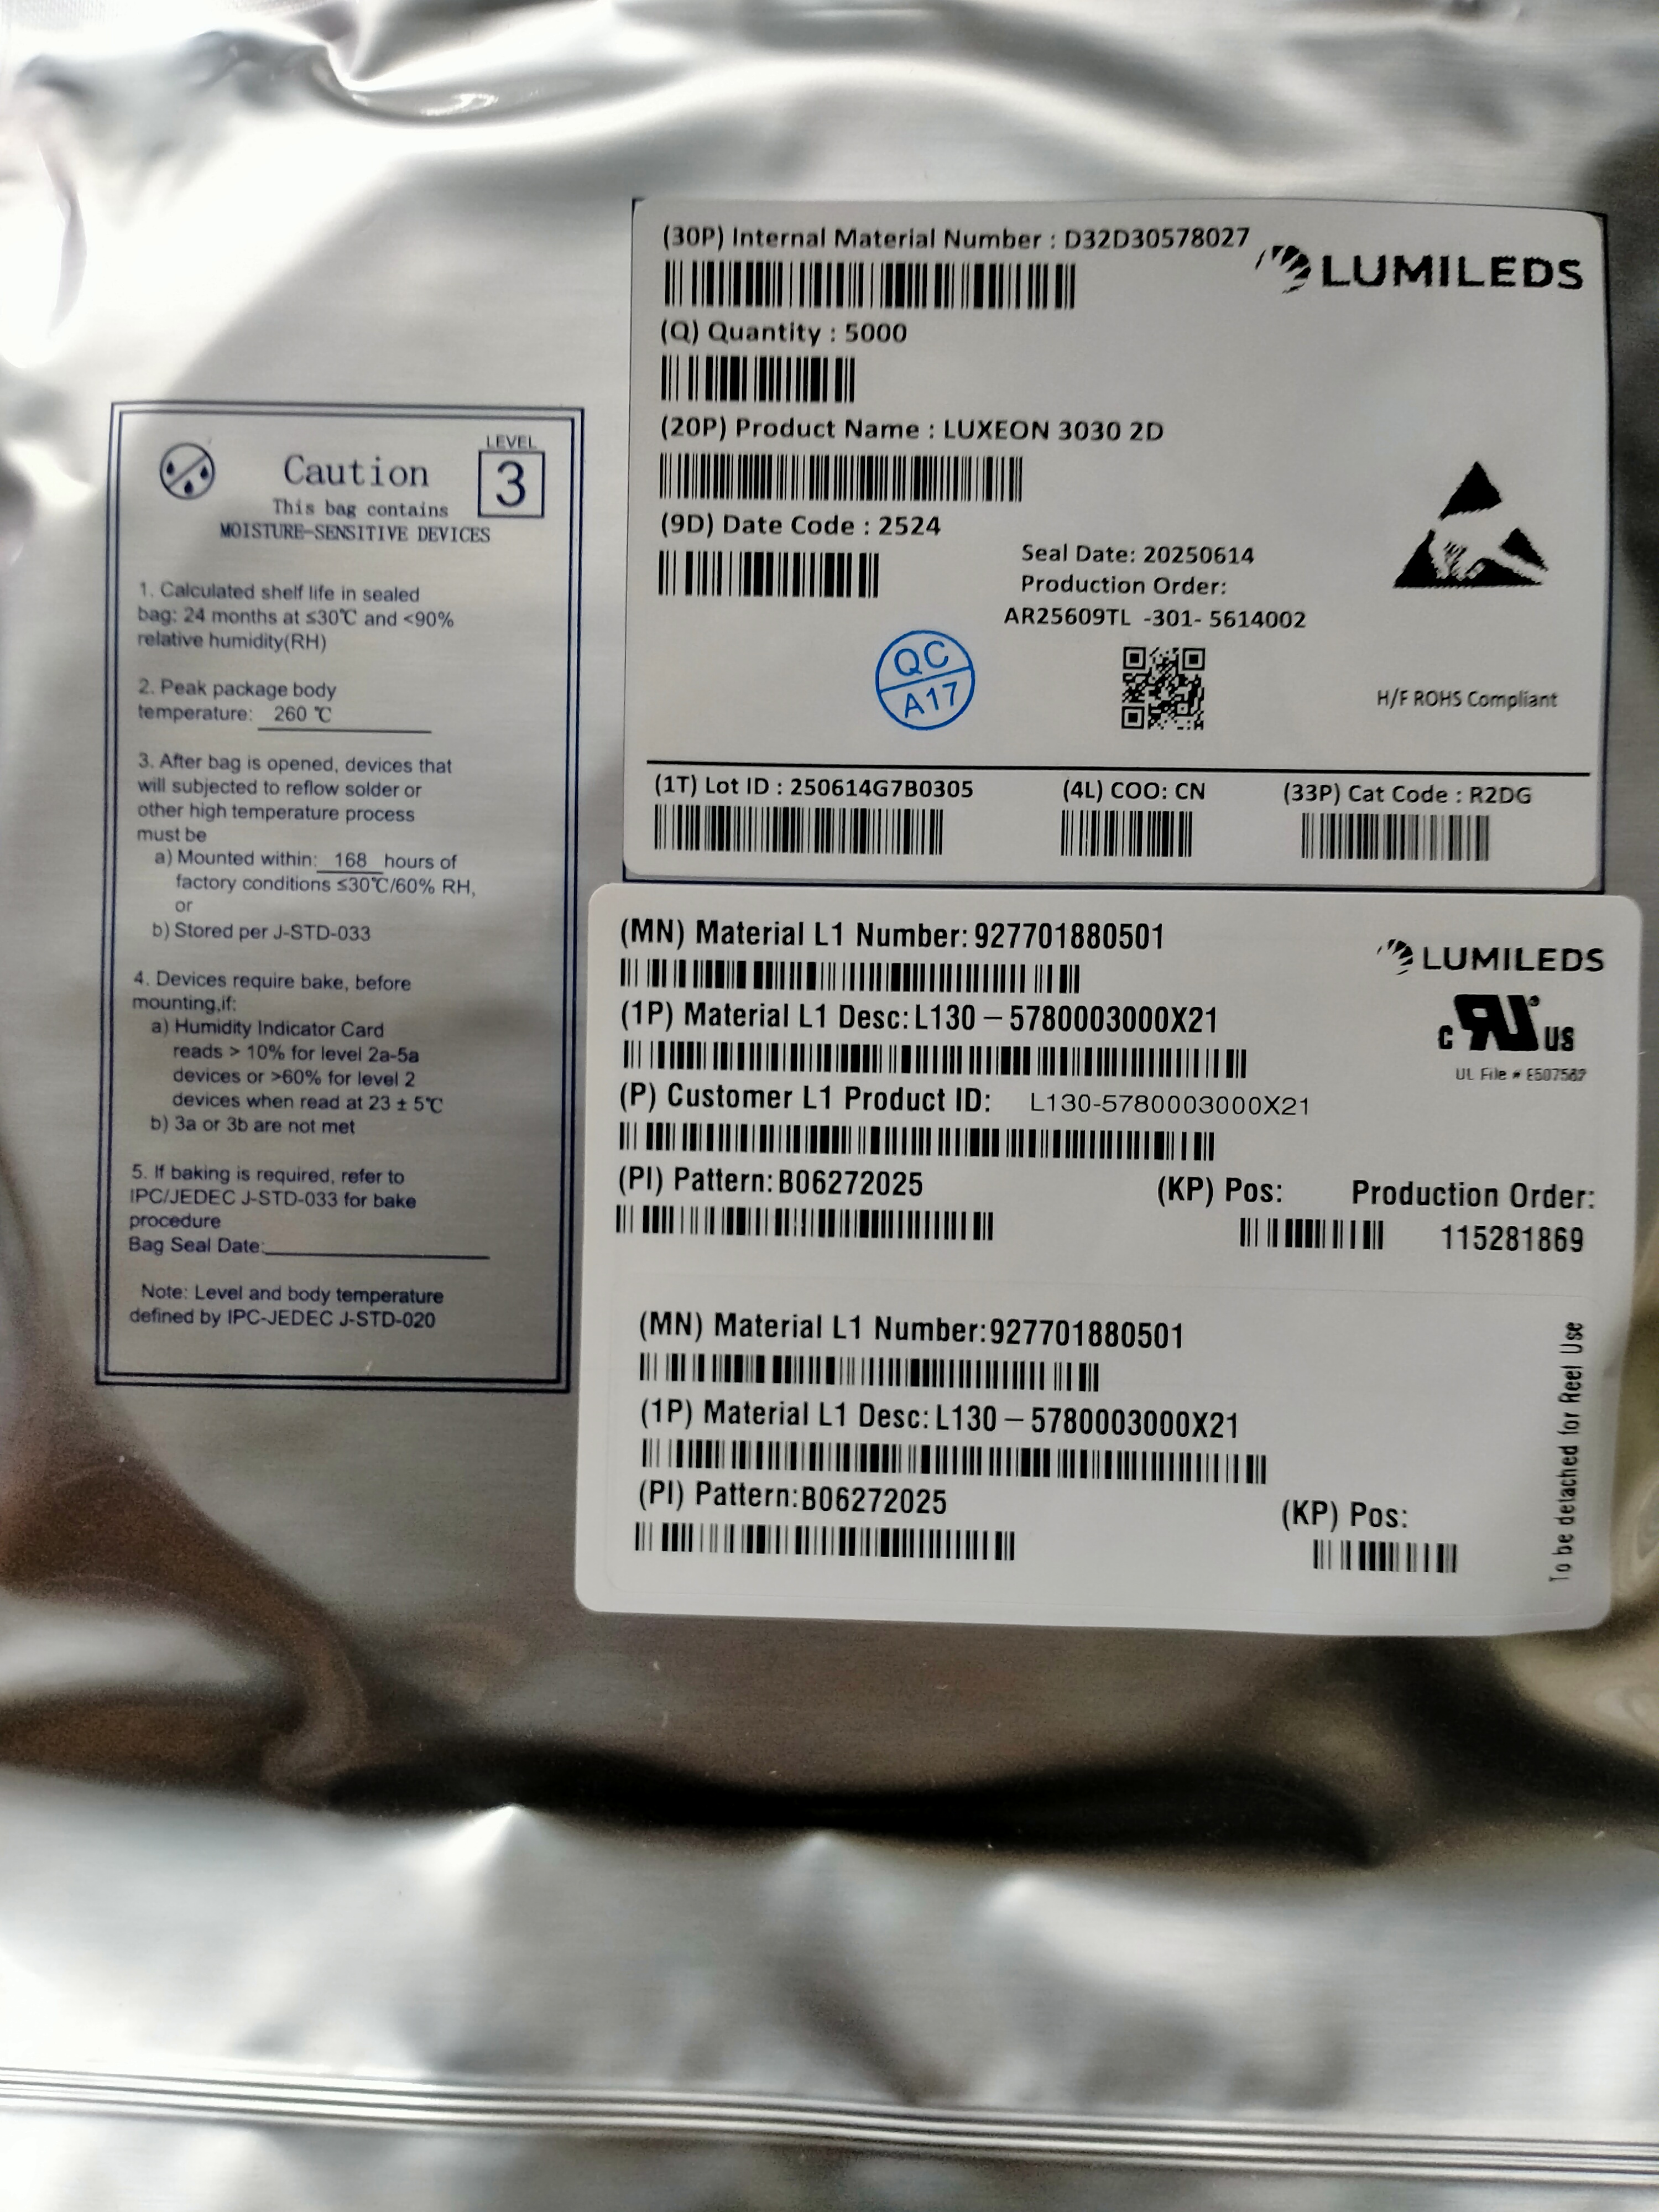 LEVEL
3
Caution
This bag contains
MOISTURE-SENSITIVE DEVICES
1. Calculated shelf life in sealed
bag: 24 months at ≤30℃ and <90%
relative humidity(RH)
2. Peak package body
temperature: 260 ℃
3. After bag is opened, devices that
will subjected to reflow solder or
other high temperature process
must be
a) Mounted within: 168 hours of
factory conditions ≤30℃/60% RH,
or
b) Stored per J-STD-033
4. Devices require bake, before
mounting,if:
a) Humidity Indicator Card
reads > 10% for level 2a-5a
devices or >60% for level 2
devices when read at 23 ± 5℃
b) 3a or 3b are not met
5. If baking is required, refer to
IPC/JEDEC J-STD-033 for bake
procedure
Bag Seal Date:
Note: Level and body temperature
defined by IPC-JEDEC J-STD-020
(30P) Internal Material Number : D32D30578027
LUMILEDS
(Q) Quantity : 5000
(20P) Product Name : LUXEON 3030 2D
(9D) Date Code : 2524
Seal Date: 20250614
Production Order:
AR25609TL -301- 5614002
QC
A17
H/F ROHS Compliant
(1T) Lot ID : 250614G7B0305
(4L) COO: CN
(33P) Cat Code : R2DG
(MN) Material L1 Number: 927701880501
LUMILEDS
(1P) Material L1 Desc: L130 – 5780003000X21
c RU US
UL File # E507562
(P) Customer L1 Product ID: L130-5780003000X21
(PI) Pattern: B06272025
(KP) Pos:
Production Order:
115281869
(MN) Material L1 Number: 927701880501
(1P) Material L1 Desc: L130 – 5780003000X21
(PI) Pattern: B06272025
(KP) Pos:
To be detached for Reel Use